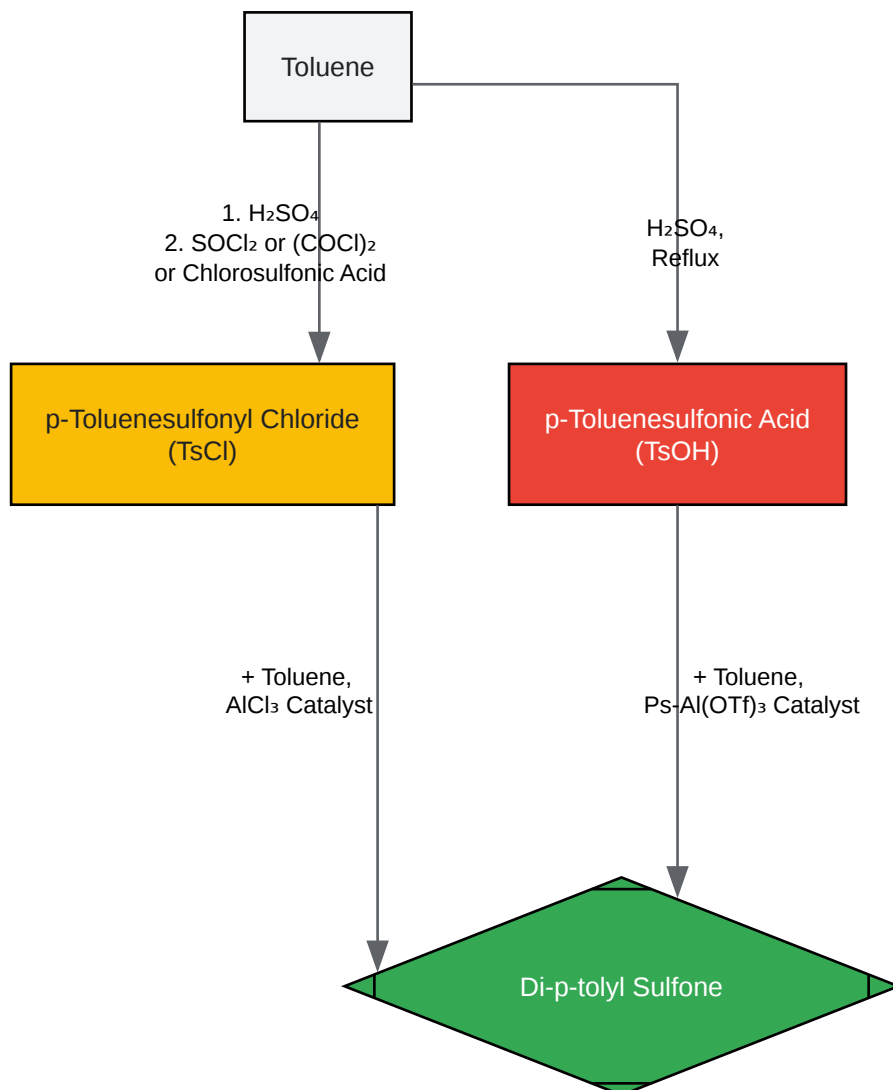 Toluene
1. H₂SO₄
2. SOCl₂ or (COCl)₂
or Chlorosulfonic Acid
H₂SO₄,
Reflux
p-Toluenesulfonyl Chloride
(TsCl)
p-Toluenesulfonic Acid
(TsOH)
+ Toluene,
AlCl₃ Catalyst
+ Toluene,
Ps-Al(OTf)₃ Catalyst
Di-p-tolyl Sulfone